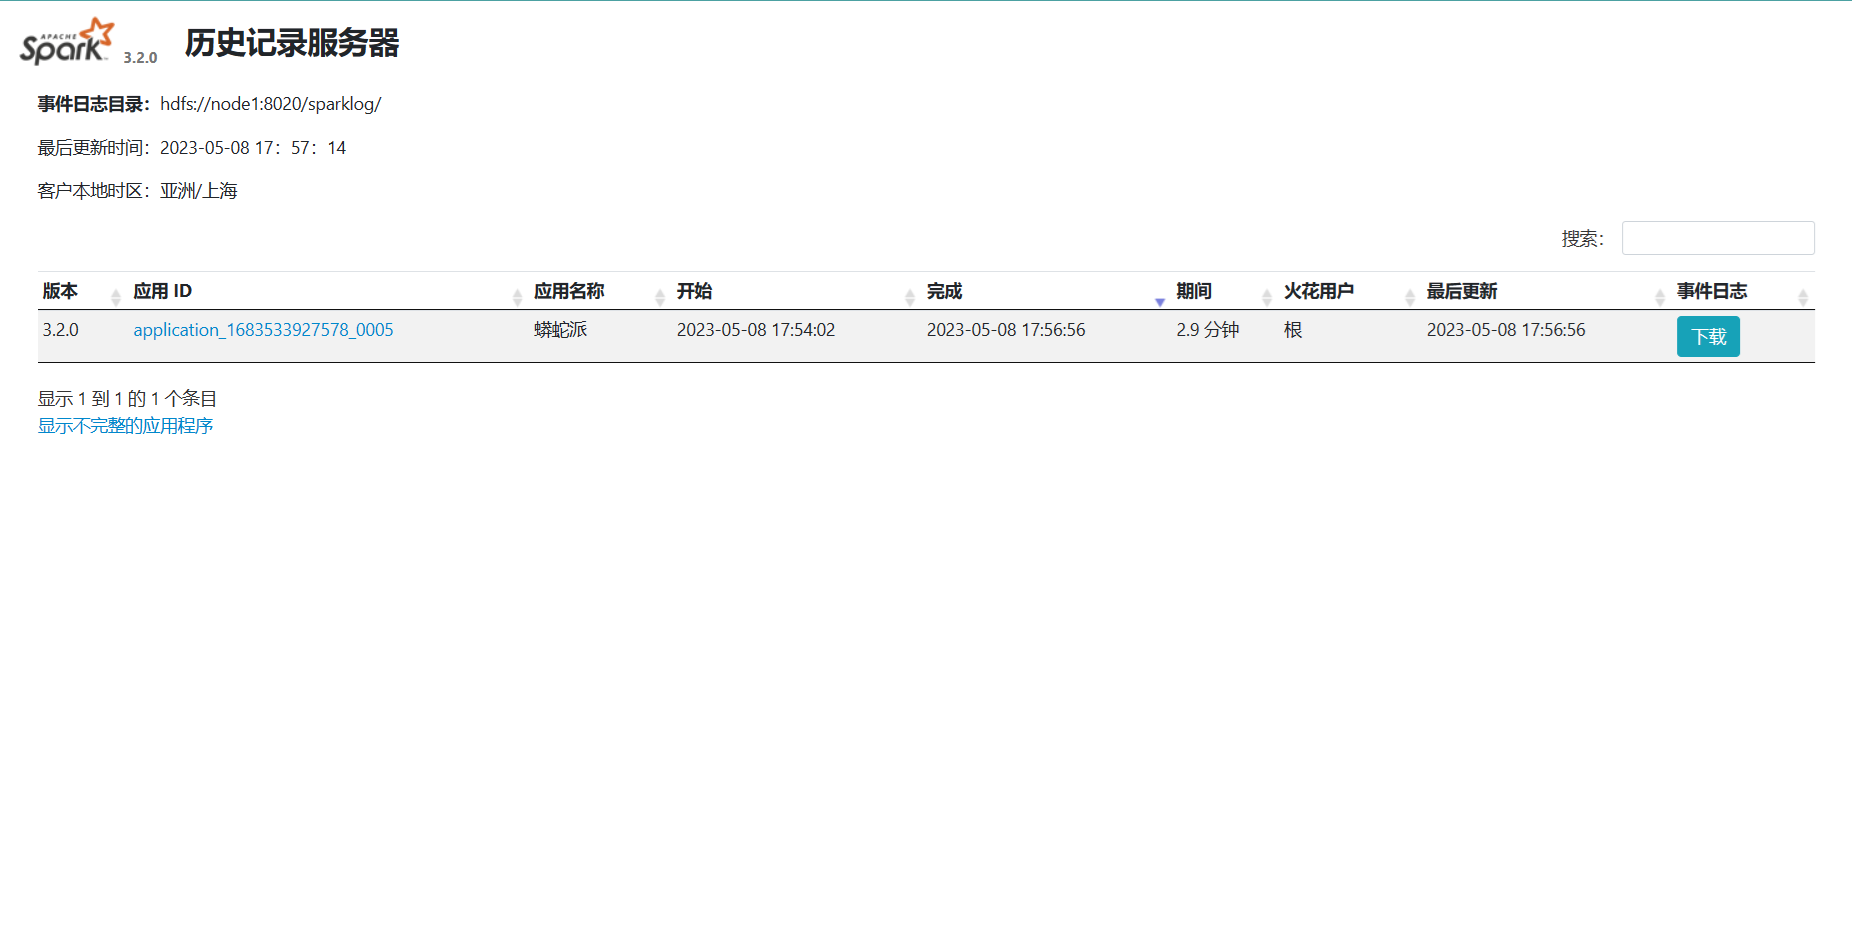 APACHE
Spark 3.2.0 历史记录服务器
事件日志目录：hdfs://node1:8020/sparklog/
最后更新时间：2023-05-08 17：57：14
客户本地时区：亚洲/上海
搜索：
版本 应用 ID 应用名称 开始 完成 期间 火花用户 最后更新 事件日志
3.2.0 application_1683533927578_0005 蟒蛇派 2023-05-08 17:54:02 2023-05-08 17:56:56 2.9 分钟 根 2023-05-08 17:56:56 下载
显示 1 到 1 的 1 个条目
显示不完整的应用程序